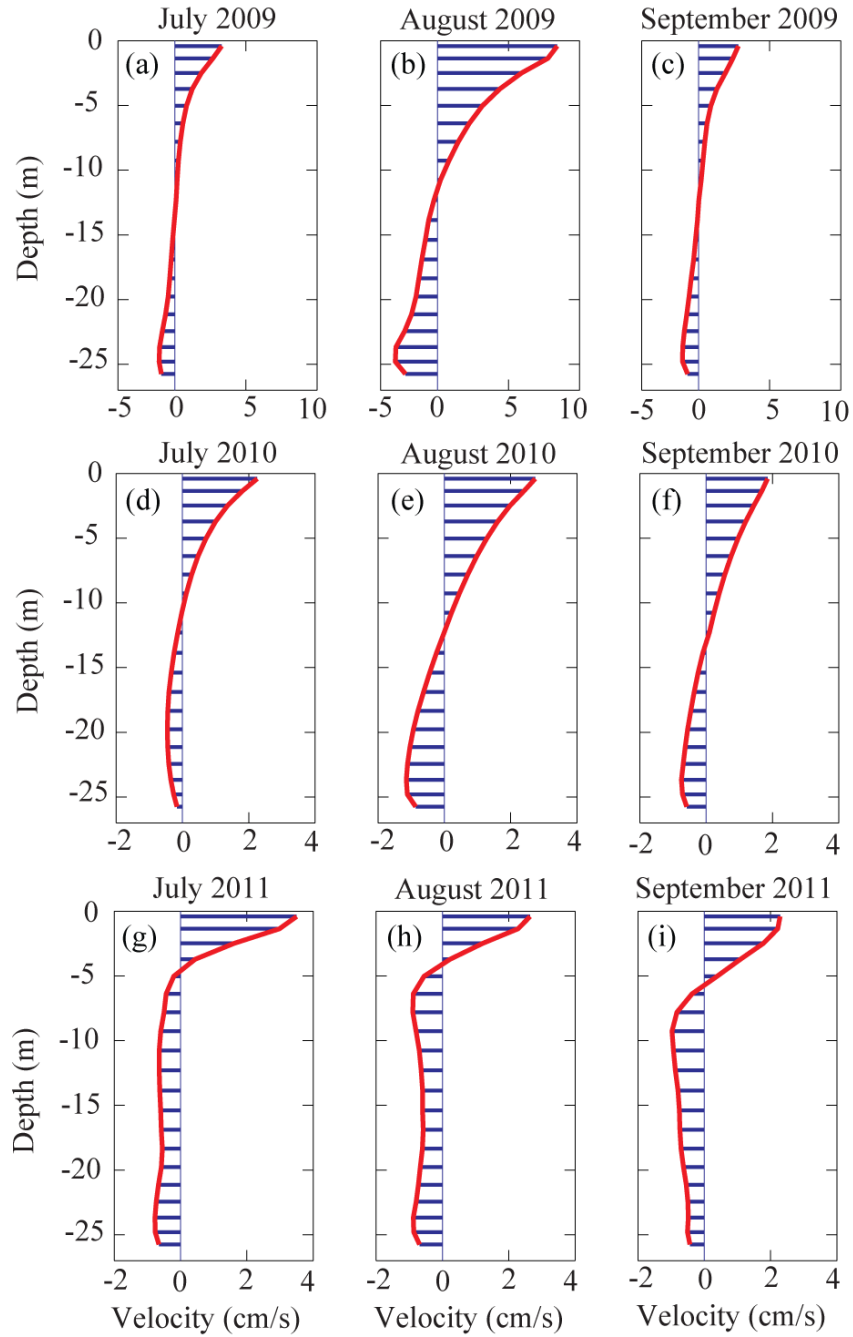 July 2009 August 2009 September 2009
0
(a) (b) (c)
-5
-10
Depth (m)
-15
-20
-25
-5 0 5 10 -5 0 5 10 -5 0 5 10
July 2010 August 2010 September 2010
0
(d) (e) (f)
-5
-10
Depth (m)
-15
-20
-25
-2 0 2 4 -2 0 2 4 -2 0 2 4
July 2011 August 2011 September 2011
0
(g) (h) (i)
-5
-10
Depth (m)
-15
-20
-25
-2 0 2 4 -2 0 2 4 -2 0 2 4
Velocity (cm/s) Velocity (cm/s) Velocity (cm/s)